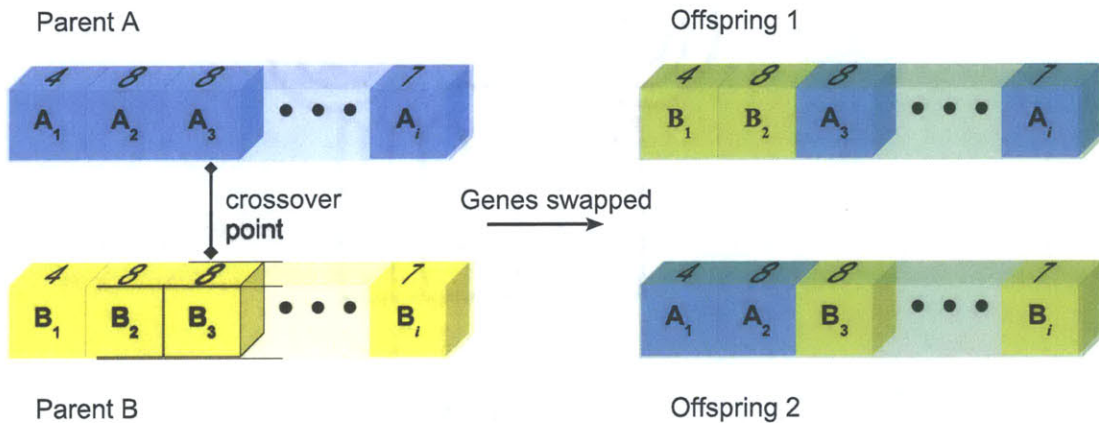 Parent A
4 8 8 7
A1 A2 A3 ••• Ai
crossover
point
4 8 8 7
B1 B2 B3 ••• Bi
Parent B
Genes swapped
Offspring 1
4 8 8 7
B1 B2 A3 ••• Ai
4 8 8 7
A1 A2 B3 ••• Bi
Offspring 2